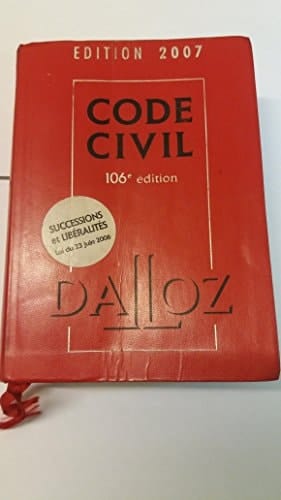 EDITION 2007
CODE
CIVIL
106e édition
SUCCESSIONS
et LIBÉRALITÉS
Loi du 23 juin 2006
DALLOZ